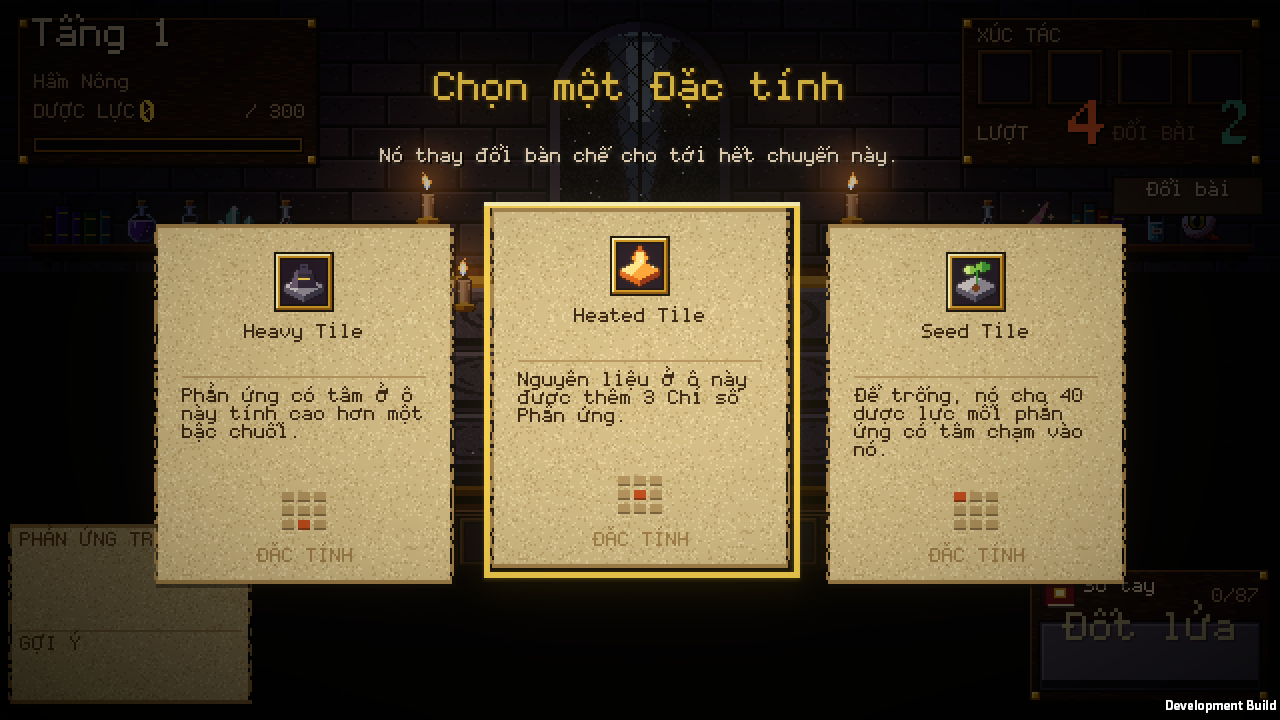 Tầng 1
Hầm Nông
DƯỢC LỰC 0 / 300
Chọn một Đặc tính
Nó thay đổi bàn chế cho tới hết chuyến này.
XÚC TÁC
LƯỢT 4 ĐỔI BÀI 2
Đổi bài
Heavy Tile
Phản ứng có tâm ở ô
này tính cao hơn một
bậc chuỗi.
ĐẶC TÍNH
Heated Tile
Nguyên liệu ở ô này
được thêm 3 Chỉ số
Phản ứng.
ĐẶC TÍNH
Seed Tile
Để trống, nó cho 40
dược lực mỗi phản
ứng có tâm chạm vào
nó.
ĐẶC TÍNH
PHẢN ỨNG TR
GỢI Ý
Sổ tay
0/87
Đốt lửa
Development Build